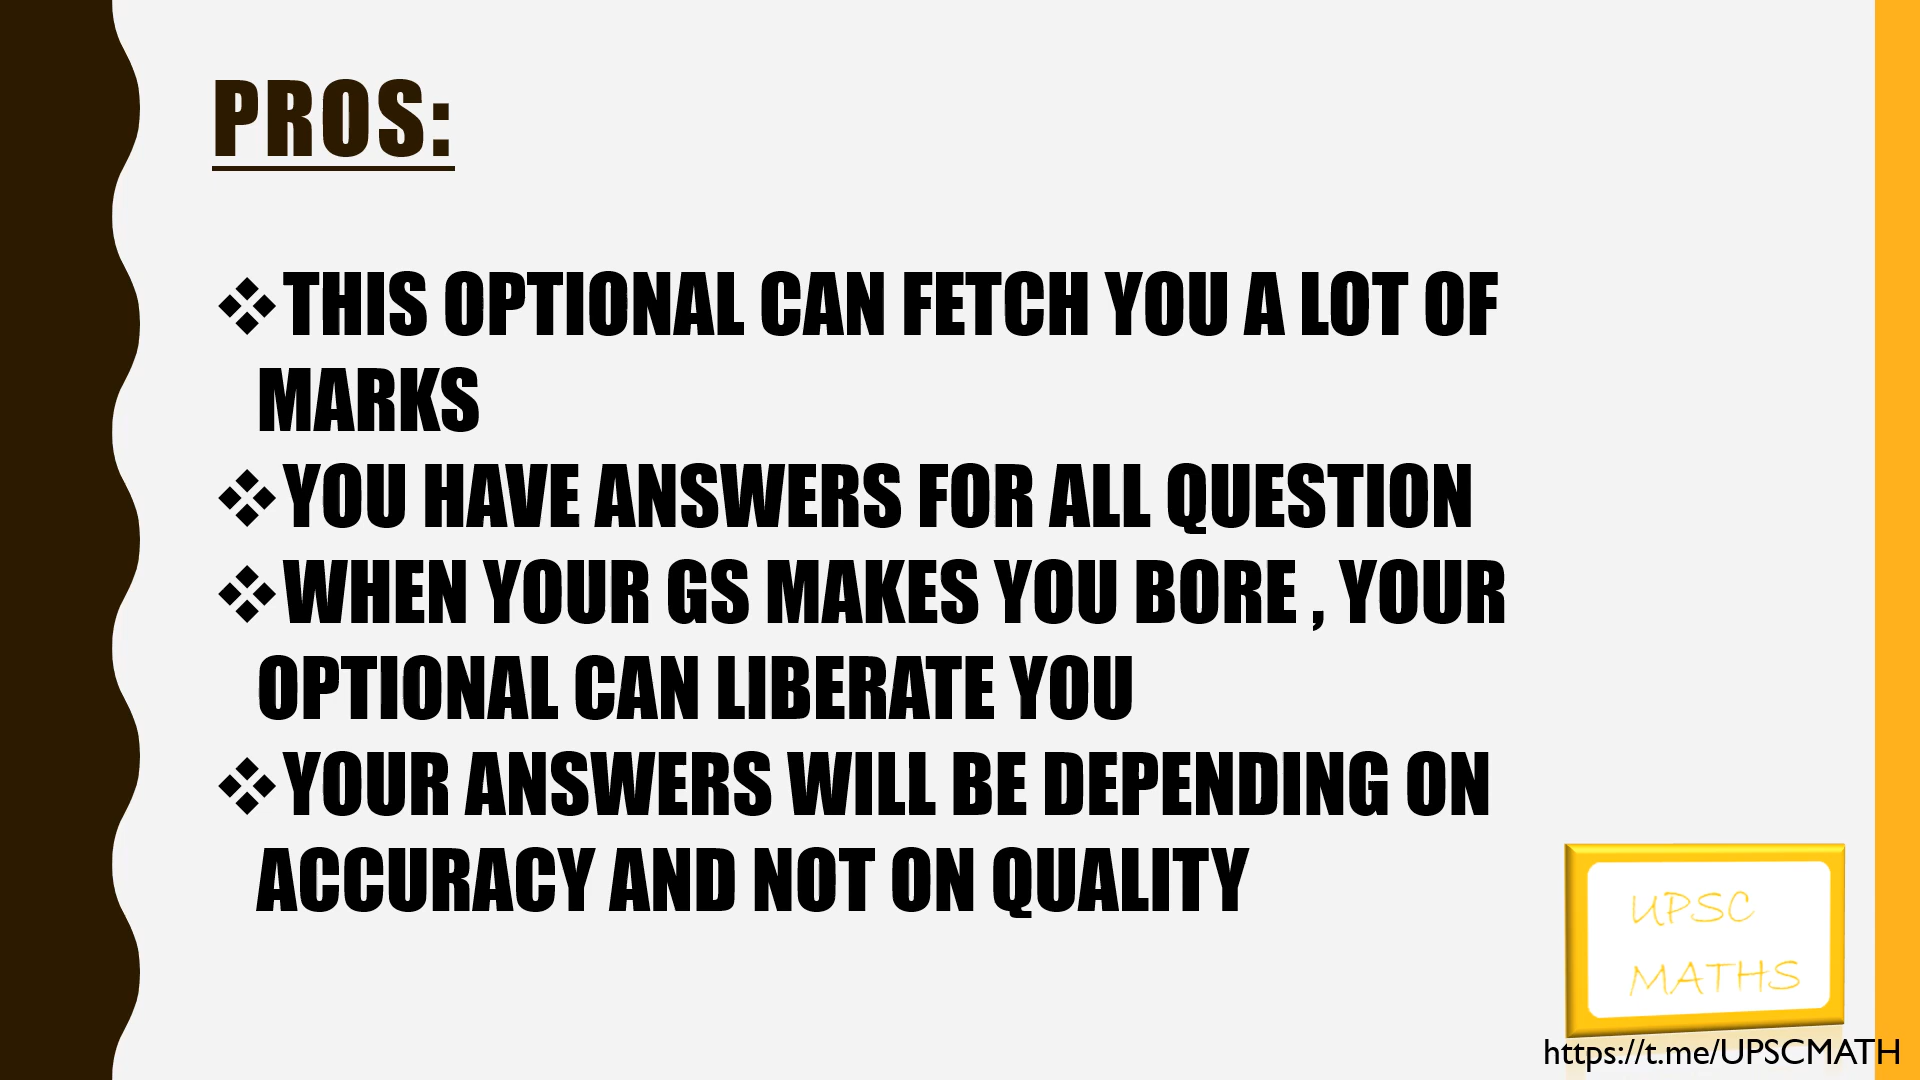 PROS:
❖THIS OPTIONAL CAN FETCH YOU A LOT OF
MARKS
❖YOU HAVE ANSWERS FOR ALL QUESTION
❖WHEN YOUR GS MAKES YOU BORE , YOUR
OPTIONAL CAN LIBERATE YOU
❖YOUR ANSWERS WILL BE DEPENDING ON
ACCURACY AND NOT ON QUALITY
UPSC
MATHS
https://t.me/UPSCMATH